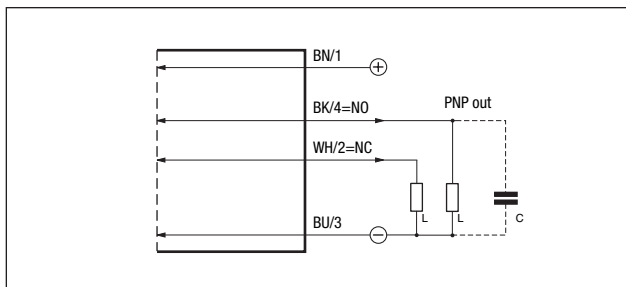 BN/1
+
BK/4=NO
PNP out
WH/2=NC
L
L
C
BU/3
−